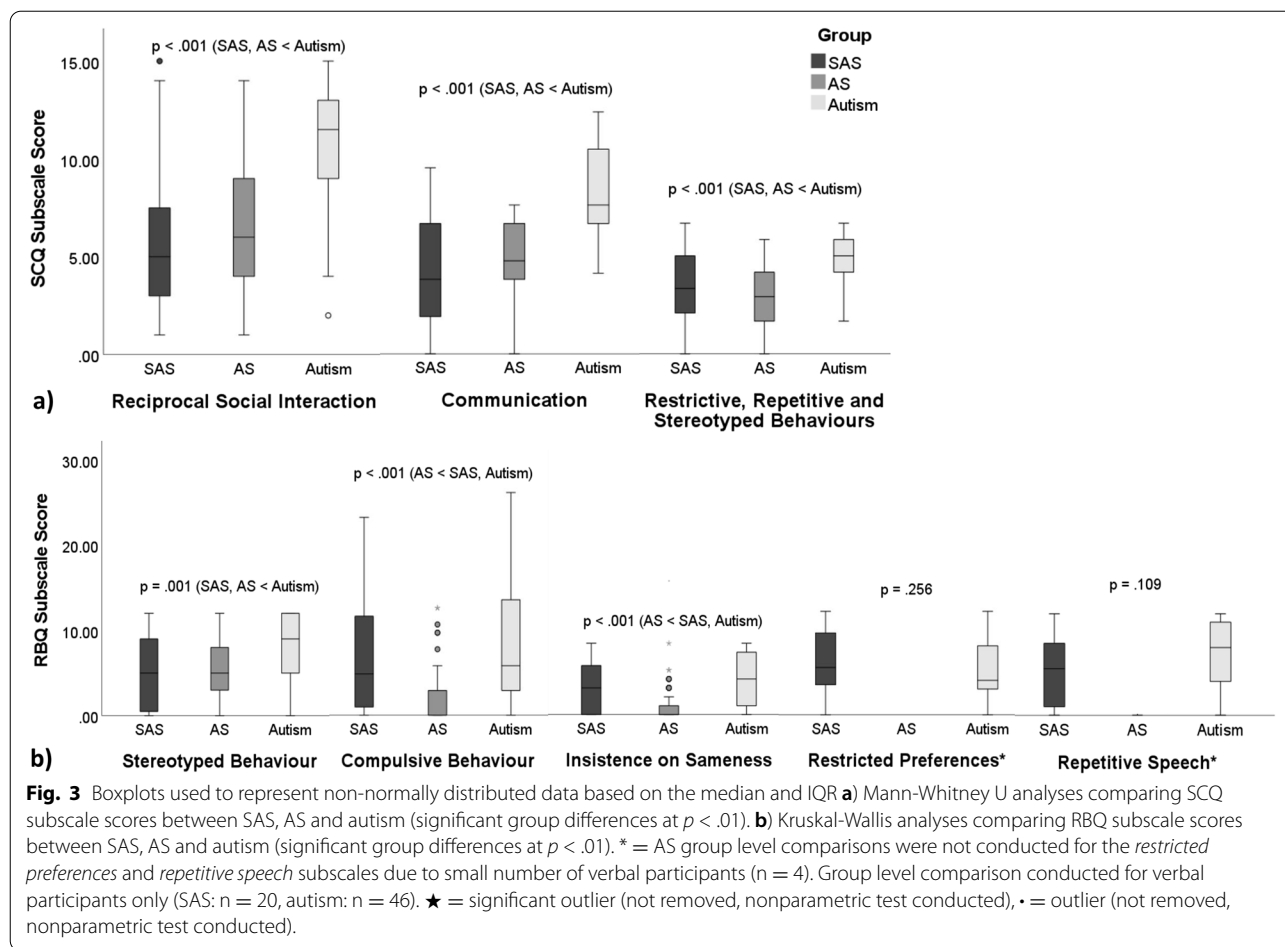 p < .001 (SAS, AS < Autism)
Group
SAS
AS
Autism
p < .001 (SAS, AS < Autism)
p < .001 (SAS, AS < Autism)
SCQ Subscale Score
15.00
10.00
5.00
.00
SAS AS Autism SAS AS Autism SAS AS Autism
a) Reciprocal Social Interaction Communication Restrictive, Repetitive and
Stereotyped Behaviours
RBQ Subscale Score
30.00
20.00
10.00
.00
p < .001 (AS < SAS, Autism)
p = .001 (SAS, AS < Autism)
p < .001 (AS < SAS, Autism)
p = .256
p = .109
SAS AS Autism SAS AS Autism SAS AS Autism SAS AS Autism SAS AS Autism
b) Stereotyped Behaviour Compulsive Behaviour Insistence on Sameness Restricted Preferences* Repetitive Speech*
Fig. 3 Boxplots used to represent non-normally distributed data based on the median and IQR a) Mann-Whitney U analyses comparing SCQ
subscale scores between SAS, AS and autism (significant group differences at p < .01). b) Kruskal-Wallis analyses comparing RBQ subscale scores
between SAS, AS and autism (significant group differences at p < .01). * = AS group level comparisons were not conducted for the restricted
preferences and repetitive speech subscales due to small number of verbal participants (n = 4). Group level comparison conducted for verbal
participants only (SAS: n = 20, autism: n = 46). ★ = significant outlier (not removed, nonparametric test conducted), • = outlier (not removed,
nonparametric test conducted).